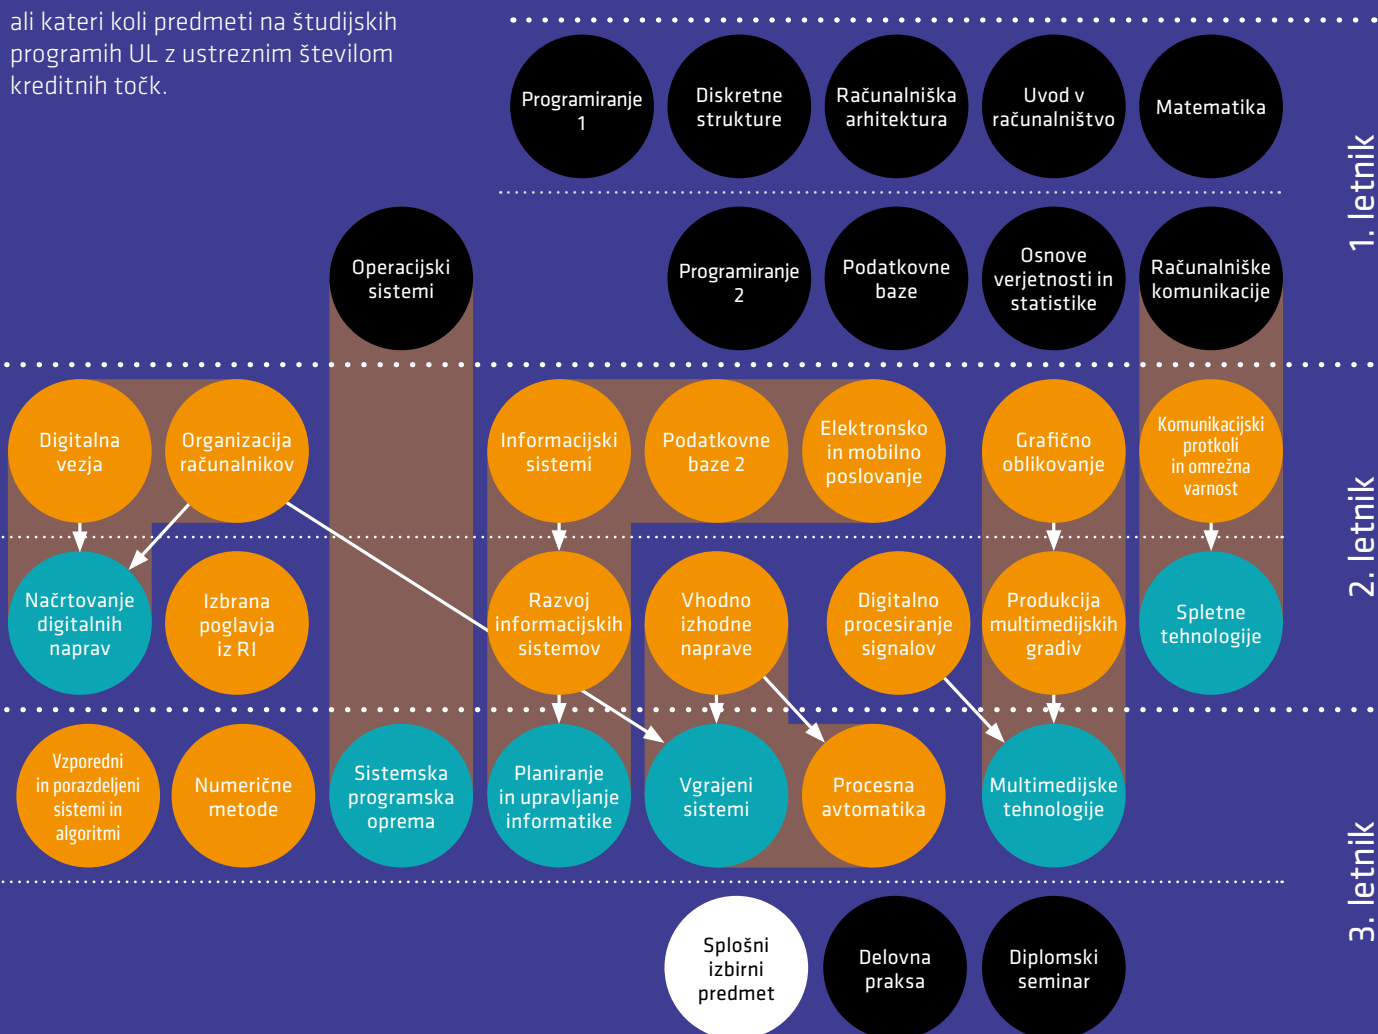 ali kateri koli predmeti na študijskih
programih UL z ustreznim številom
kreditnih točk.
Programiranje
1
Diskretne
strukture
Računalniška
arhitektura
Uvod v
računalništvo
Matematika
1. letnik
Operacijski
sistemi
Programiranje
2
Podatkovne
baze
Osnove
verjetnosti in
statistike
Računalniške
komunikacije
Digitalna
vezja
Organizacija
računalnikov
Informacijski
sistemi
Podatkovne
baze 2
Elektronsko
in mobilno
poslovanje
Grafično
oblikovanje
Komunikacijski
protkoli
in omrežna
varnost
2. letnik
Načrtovanje
digitalnih
naprav
Izbrana
poglavja
iz RI
Razvoj
informacijskih
sistemov
Vhodno
izhodne
naprave
Digitalno
procesiranje
signalov
Produkcija
multimedijskih
gradiv
Spletne
tehnologije
Vzporedni
in porazdeljeni
sistemi in
algoritmi
Numerične
metode
Sistemska
programska
oprema
Planiranje
in upravljanje
informatike
Vgrajeni
sistemi
Procesna
avtomatika
Multimedijske
tehnologije
3. letnik
Splošni
izbirni
predmet
Delovna
praksa
Diplomski
seminar